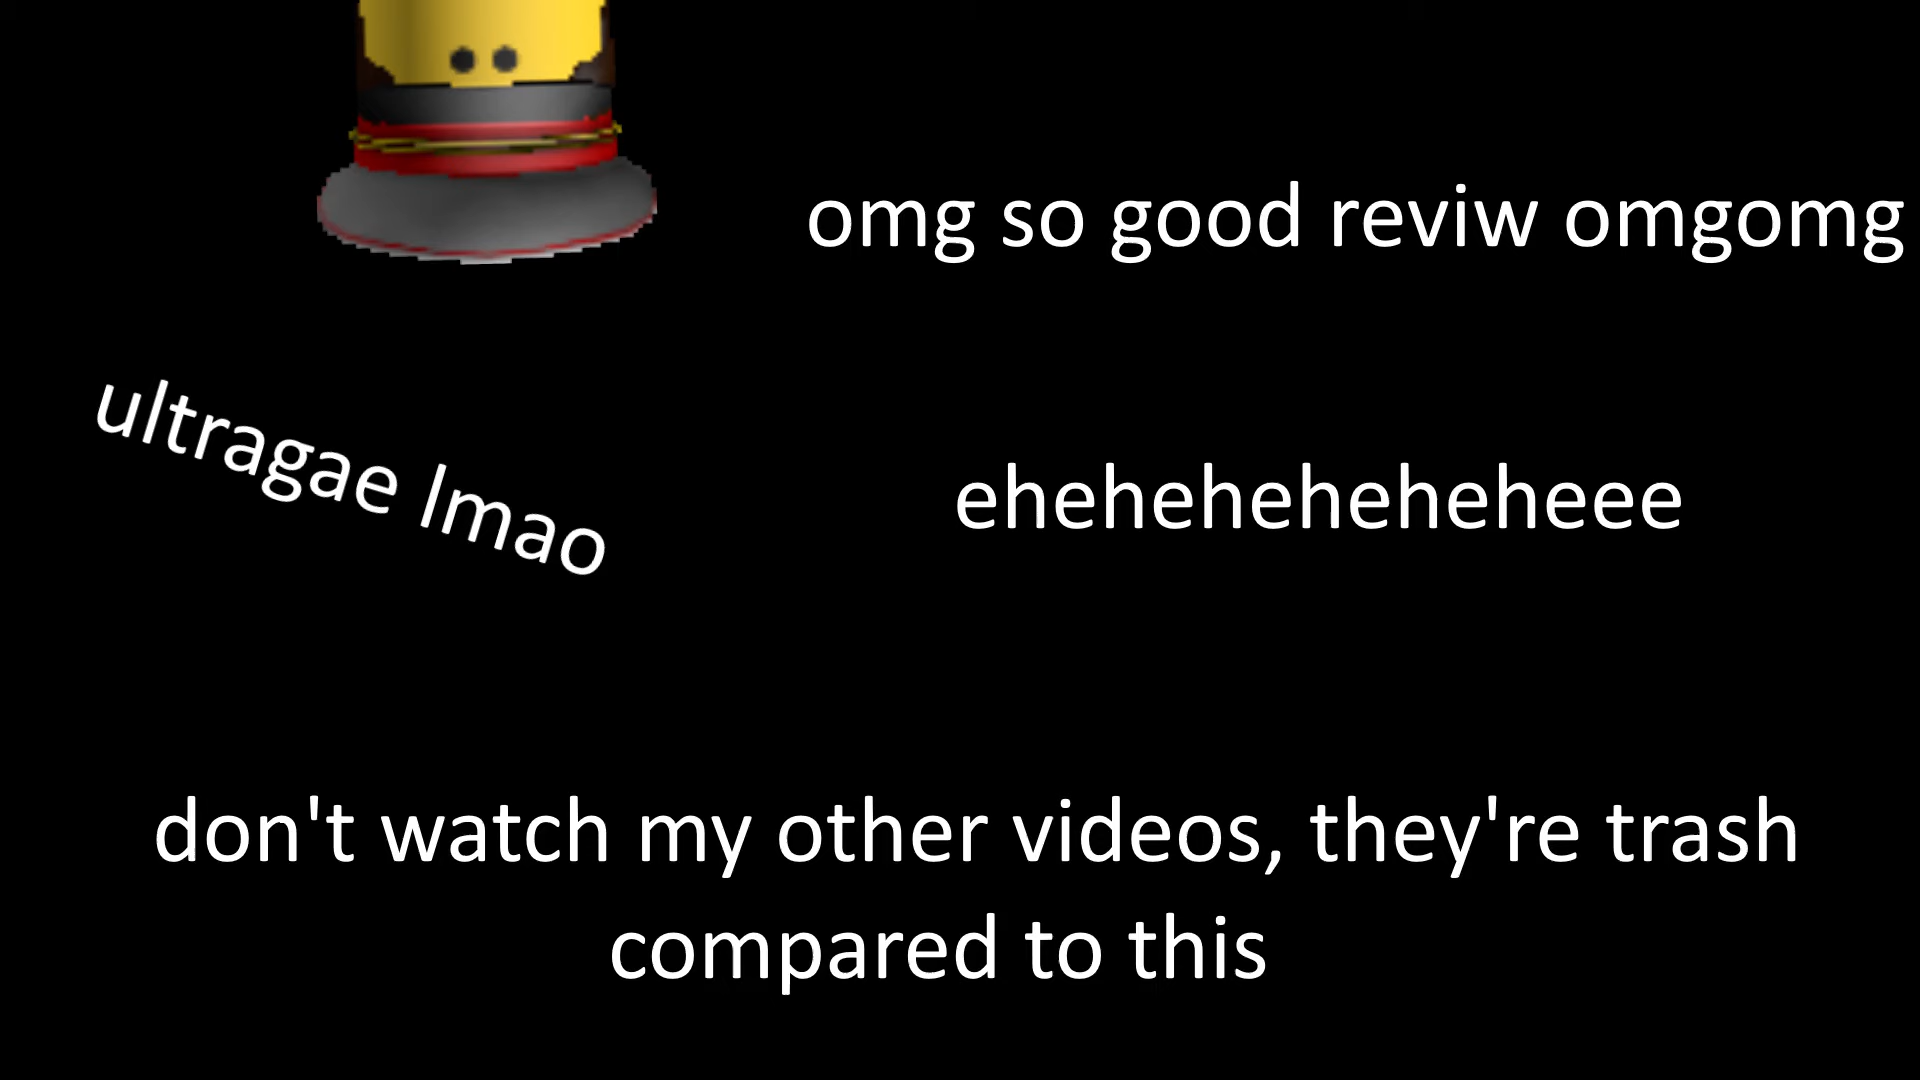 omg so good reviw omgomg
ultragae lmao
eheheheheheheee
don't watch my other videos, they're trash
compared to this